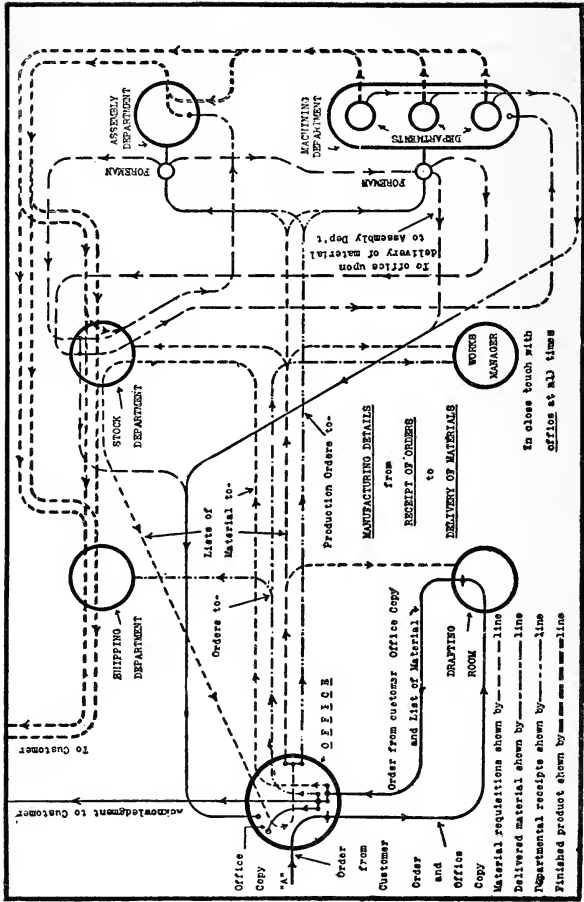 To Customer
Acknowledgment to Customer
SHIPPING
DEPARTMENT
STOCK
DEPARTMENT
FOREMAN
ASSEMBLY
DEPARTMENT
FOREMAN
MACHINING
DEPARTMENT
DEPARTMENTS
Orders to-
Lists of
Material to-
Production Orders to-
To office upon
delivery of material
to Assembly Dep't
MANUFACTURING DETAILS
from
RECEIPT OF ORDERS
to
DELIVERY OF MATERIALS
WORKS
MANAGER
In close touch with
office at all times
Office
Copy
"A"
OFFICE
Order
from
Customer
Order from customer Office Copy
and List of Material
DRAFTING
ROOM
Order
and
Office
Copy
Material requisitions shown by line
Delivered material shown by line
Departmental receipts shown by line
Finished product shown by line